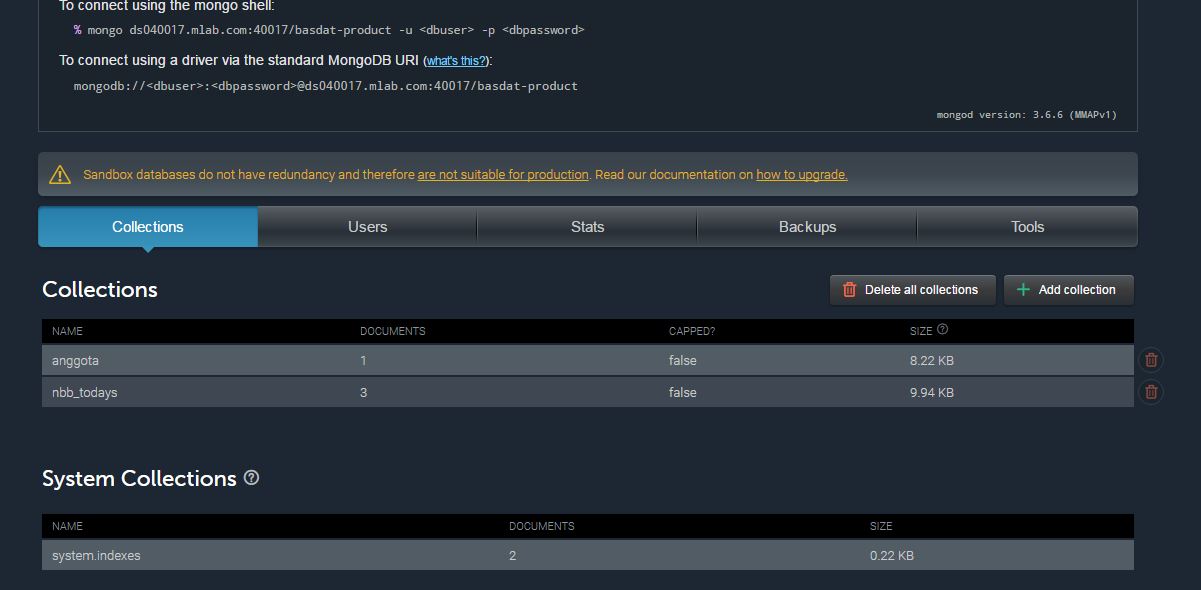 To connect using the mongo shell:
% mongo ds040017.mlab.com:40017/basdat-product -u <dbuser> -p <dbpassword>
To connect using a driver via the standard MongoDB URI (what's this?):
mongodb://<dbuser>:<dbpassword>@ds040017.mlab.com:40017/basdat-product
mongod version: 3.6.6 (MMAPv1)
Sandbox databases do not have redundancy and therefore are not suitable for production. Read our documentation on how to upgrade.
Collections Users Stats Backups Tools
Collections Delete all collections Add collection
NAME DOCUMENTS CAPPED? SIZE ?
anggota 1 false 8.22 KB
nbb_todays 3 false 9.94 KB
System Collections ?
NAME DOCUMENTS SIZE
system.indexes 2 0.22 KB